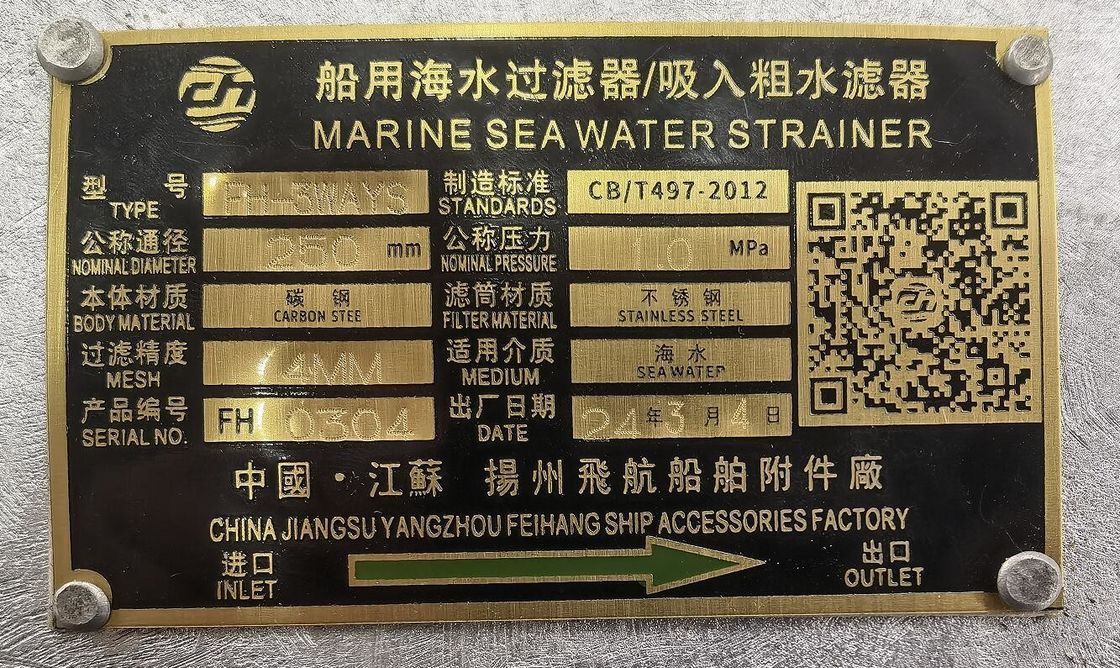 船用海水过滤器/吸入粗水滤器
MARINE SEA WATER STRAINER
型 号 FH-3WAYS 制造标准 CB/T497-2012
TYPE STANDARDS
公称通径 250 mm 公称压力 1.0 MPa
NOMINAL DIAMETER NOMINAL PRESSURE
本体材质 碳 钢 滤筒材质 不 锈 钢
BODY MATERIAL CARBON STEE FILTER MATERIAL STAINLESS STEEL
过滤精度 4MM 适用介质 海 水
MESH MEDIUM SEA WATER
产品编号 FH 0304 出厂日期 24 年 3 月 4 日
SERIAL NO. DATE
中國·江蘇 揚州飛航船舶附件廠
CHINA JIANGSU YANGZHOU FEIHANG SHIP ACCESSORIES FACTORY
进口 出口
INLET OUTLET